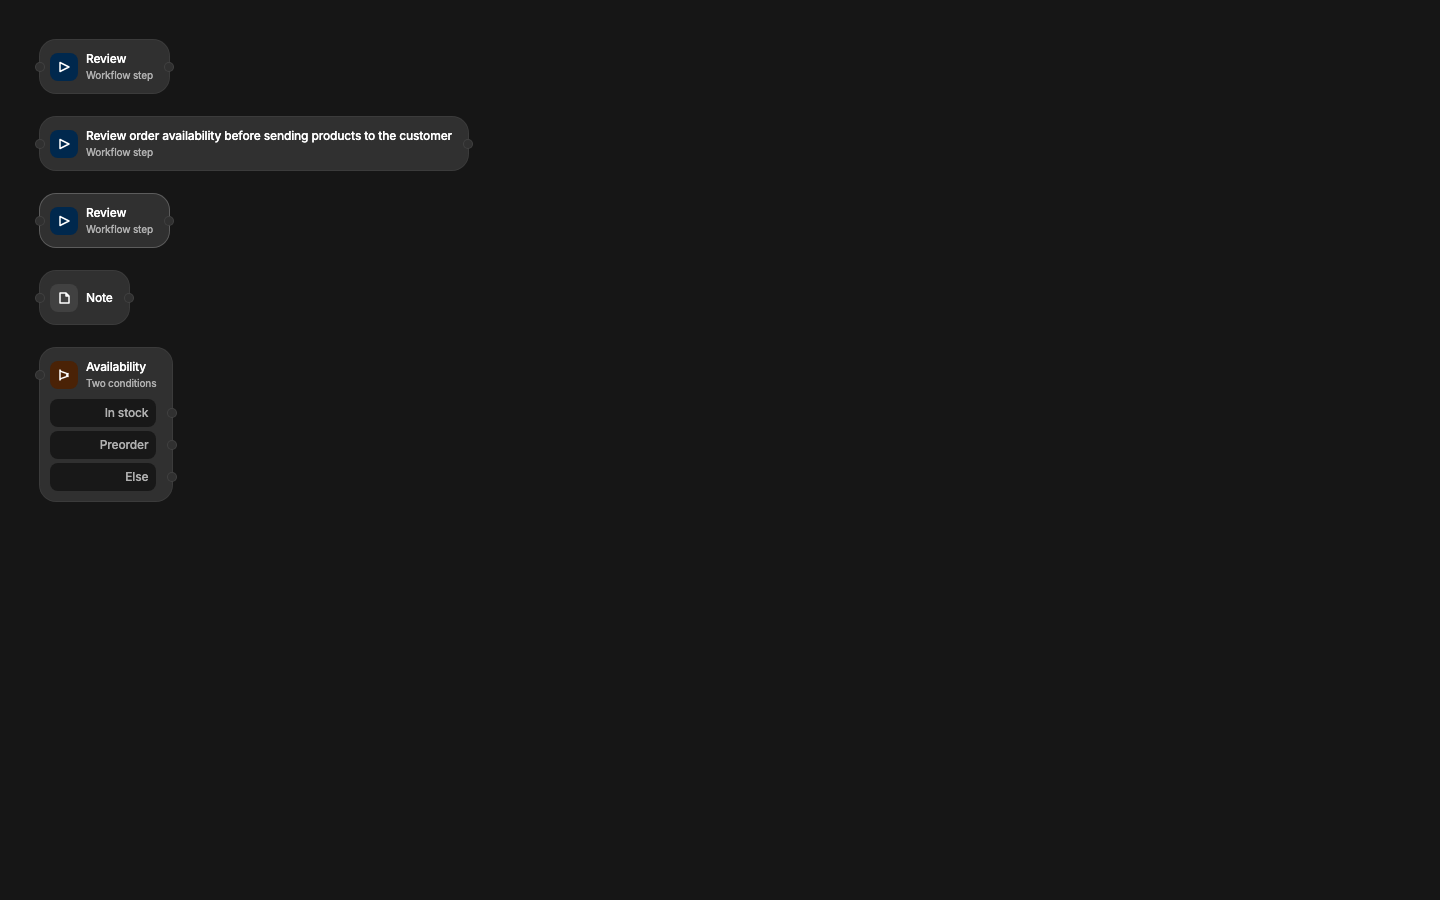 Review
Workflow step
Review order availability before sending products to the customer
Workflow step
Review
Workflow step
Note
Availability
Two conditions
In stock
Preorder
Else